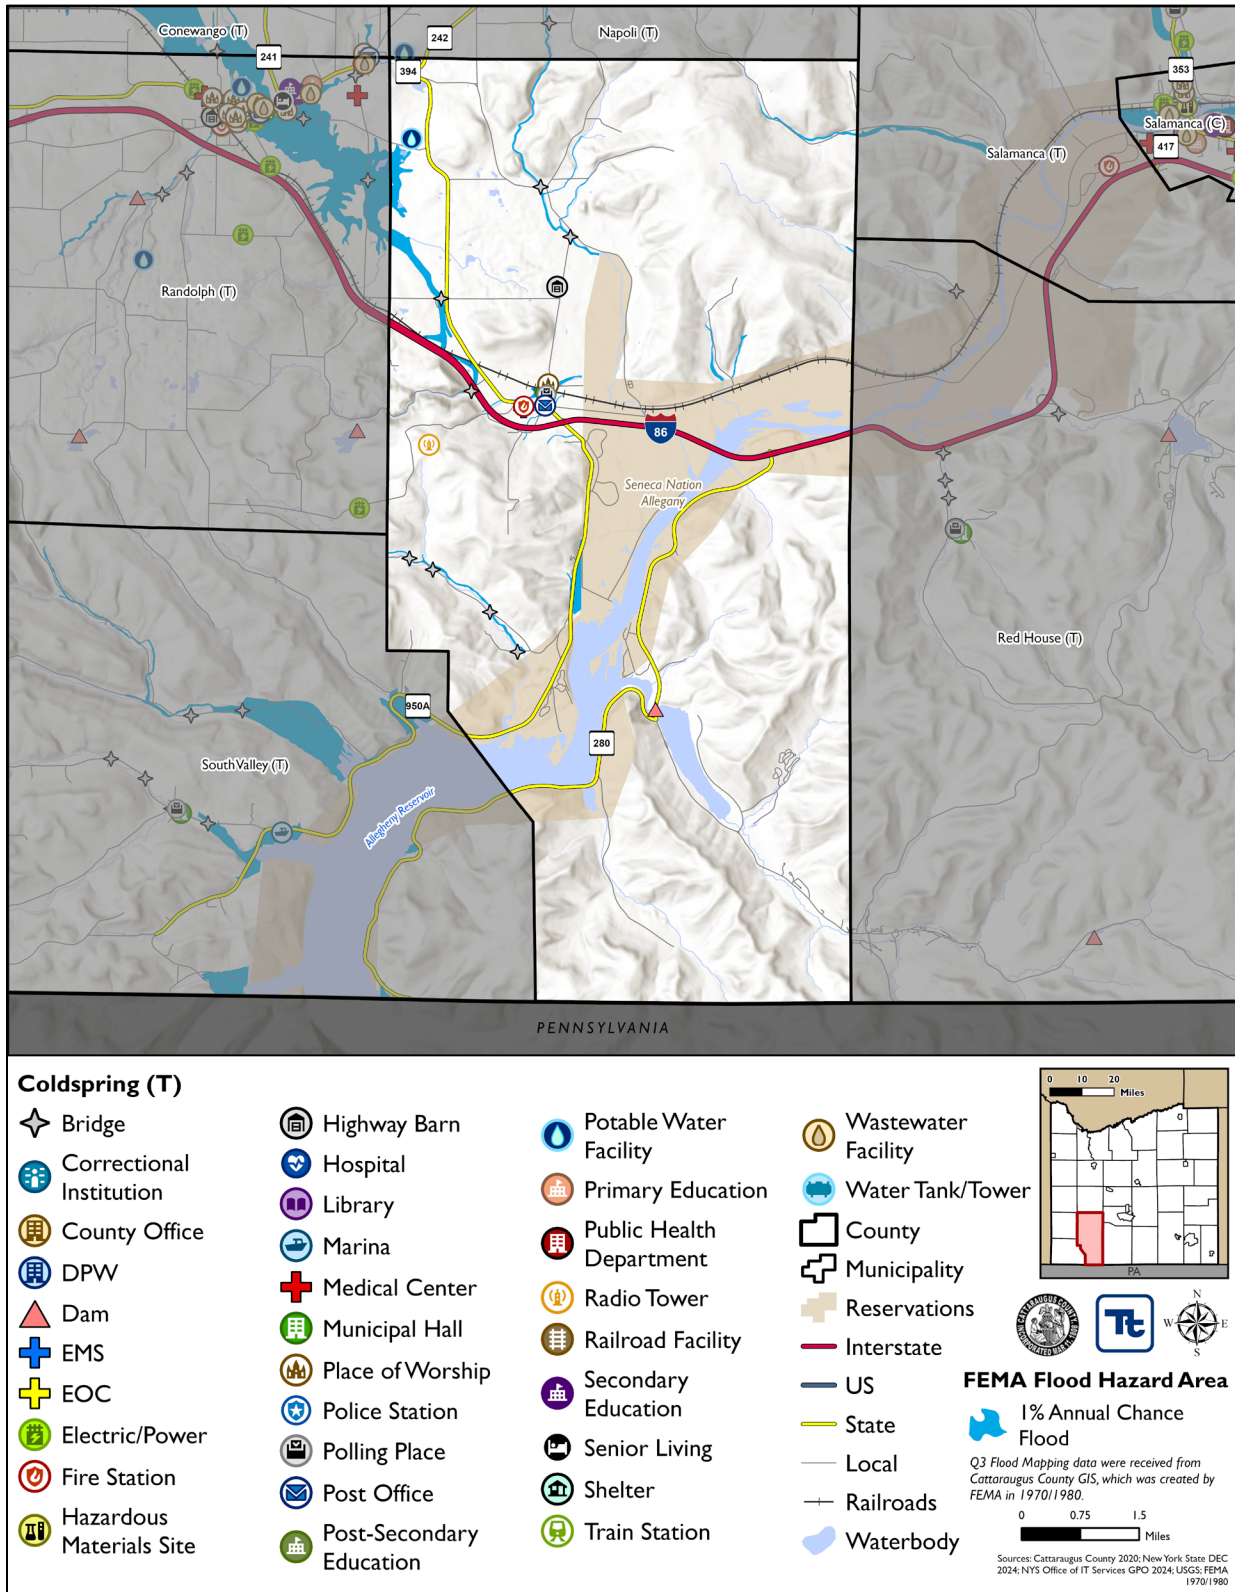 Conewango (T)
242
Napoli (T)
241
394
353
Salamanca (C)
417
Salamanca (T)
Randolph (T)
86
Seneca Nation
Allegany
Red House (T)
950A
280
South Valley (T)
Allegheny Reservoir
PENNSYLVANIA
Coldspring (T)
Bridge
Correctional
Institution
County Office
DPW
Dam
EMS
EOC
Electric/Power
Fire Station
Hazardous
Materials Site
Highway Barn
Hospital
Library
Marina
Medical Center
Municipal Hall
Place of Worship
Police Station
Polling Place
Post Office
Post-Secondary
Education
Potable Water
Facility
Primary Education
Public Health
Department
Radio Tower
Railroad Facility
Secondary
Education
Senior Living
Shelter
Train Station
Wastewater
Facility
Water Tank/Tower
County
Municipality
Reservations
Interstate
US
State
Local
Railroads
Waterbody
0 10 20
Miles
PA
Tt
N
W E
S
FEMA Flood Hazard Area
1% Annual Chance
Flood
Q3 Flood Mapping data were received from
Cattaraugus County GIS, which was created by
FEMA in 1970/1980.
0 0.75 1.5
Miles
Sources: Cattaraugus County 2020; New York State DEC
2024; NYS Office of IT Services GPO 2024; USGS; FEMA
1970/1980